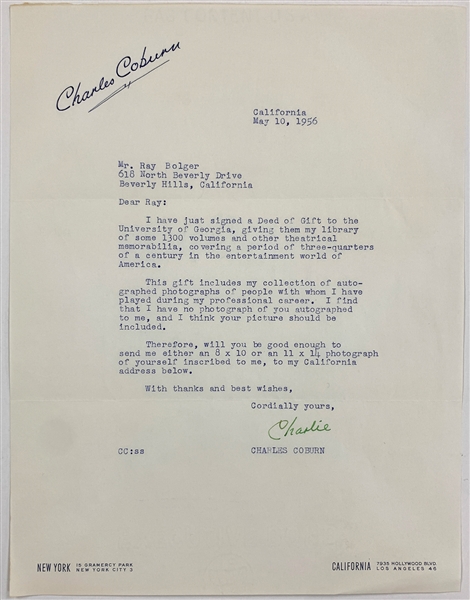 Charles Coburn
California
May 10, 1956
Mr. Ray Bolger
618 North Beverly Drive
Beverly Hills, California
Dear Ray:
I have just signed a Deed of Gift to the
University of Georgia, giving them my library
of some 1300 volumes and other theatrical
memorabilia, covering a period of three-quarters
of a century in the entertainment world of
America.
This gift includes my collection of auto-
graphed photographs of people with whom I have
played during my professional career. I find
that I have no photograph of you autographed
to me, and I think your picture should be
included.
Therefore, will you be good enough to
send me either an 8 x 10 or an 11 x 14 photograph
of yourself inscribed to me, to my California
address below.
With thanks and best wishes,
Cordially yours,
Charlie
CC:ss CHARLES COBURN
NEW YORK 15 GRAMERCY PARK
NEW YORK CITY 3
CALIFORNIA 7935 HOLLYWOOD BLVD.
LOS ANGELES 46